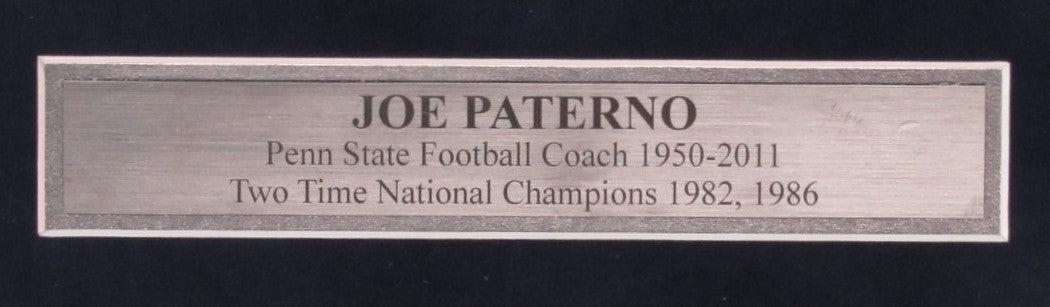 JOE PATERNO
Penn State Football Coach 1950-2011
Two Time National Champions 1982, 1986